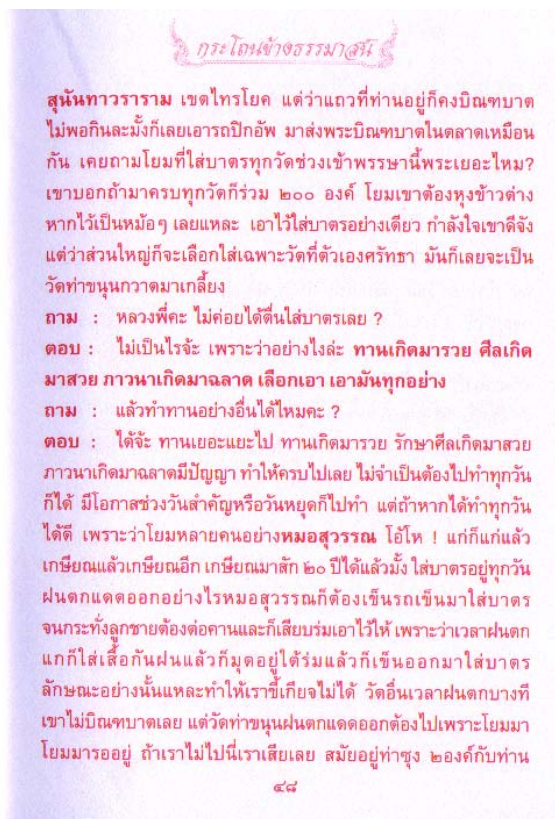 กระโถนข้างธรรมาสน์
สุนันทาวราราม เขตไทรโยค แต่ว่าแถวที่ท่านอยู่ก็คงบิณฑบาต
ไม่พอกินละมั้งก็เลยเอารถปิกอัพ มาส่งพระบิณฑบาตในตลาดเหมือน
กัน เคยถามโยมที่ใส่บาตรทุกวัดช่วงเข้าพรรษานี้พระเยอะไหม?
เขาบอกถ้ามาครบทุกวัดก็ร่วม ๒๐๐ องค์ โยมเขาต้องหุงข้าวต่าง
หากไว้เป็นหม้อๆ เลยแหละ เอาไว้ใส่บาตรอย่างเดียว กำลังใจเขาดีจัง
แต่ว่าส่วนใหญ่ก็จะเลือกใส่เฉพาะวัดที่ตัวเองศรัทธา มันก็เลยจะเป็น
วัดท่าขนุนกวาดมาเกลี้ยง
ถาม : หลวงพี่คะ ไม่ค่อยได้ตื่นใส่บาตรเลย ?
ตอบ : ไม่เป็นไรจ้ะ เพราะว่าอย่างไงล่ะ ทานเกิดมารวย ศีลเกิด
มาสวย ภาวนาเกิดมาฉลาด เลือกเอา เอามันทุกอย่าง
ถาม : แล้วทำทานอย่างอื่นได้ไหมคะ ?
ตอบ : ได้จ้ะ ทานเยอะแยะไป ทานเกิดมารวย รักษาศีลเกิดมาสวย
ภาวนาเกิดมาฉลาดมีปัญญา ทำให้ครบไปเลย ไม่จำเป็นต้องไปทำทุกวัน
ก็ได้ มีโอกาสช่วงวันสำคัญหรือวันหยุดก็ไปทำ แต่ถ้าหากได้ทำทุกวัน
ได้ดี เพราะว่าโยมหลายคนอย่างหมอสุวรรณ โอ้โห ! แก่ก็แก่แล้ว
เกษียณแล้วเกษียณอีก เกษียณมาสัก ๒๐ ปีได้แล้วมั้ง ใส่บาตรอยู่ทุกวัน
ฝนตกแดดออกอย่างไรหมอสุวรรณก็ต้องเข็นรถเข็นมาใส่บาตร
จนกระทั่งลูกชายต้องต่อคานและก็เสียบร่มเอาไว้ให้ เพราะว่าเวลาฝนตก
แกก็ใส่เสื้อกันฝนแล้วก็มุดอยู่ใต้ร่มแล้วก็เข็นออกมาใส่บาตร
ลักษณะอย่างนั้นแหละทำให้เราขี้เกียจไม่ได้ วัดอื่นเวลาฝนตกบางที
เขาไม่บิณฑบาตเลย แต่วัดท่าขนุนฝนตกแดดออกต้องไปเพราะโยมมา
โยมมารออยู่ ถ้าเราไม่ไปนี่เราเสียเลย สมัยอยู่ท่าซุง ๒องค์กับท่าน
๔๘